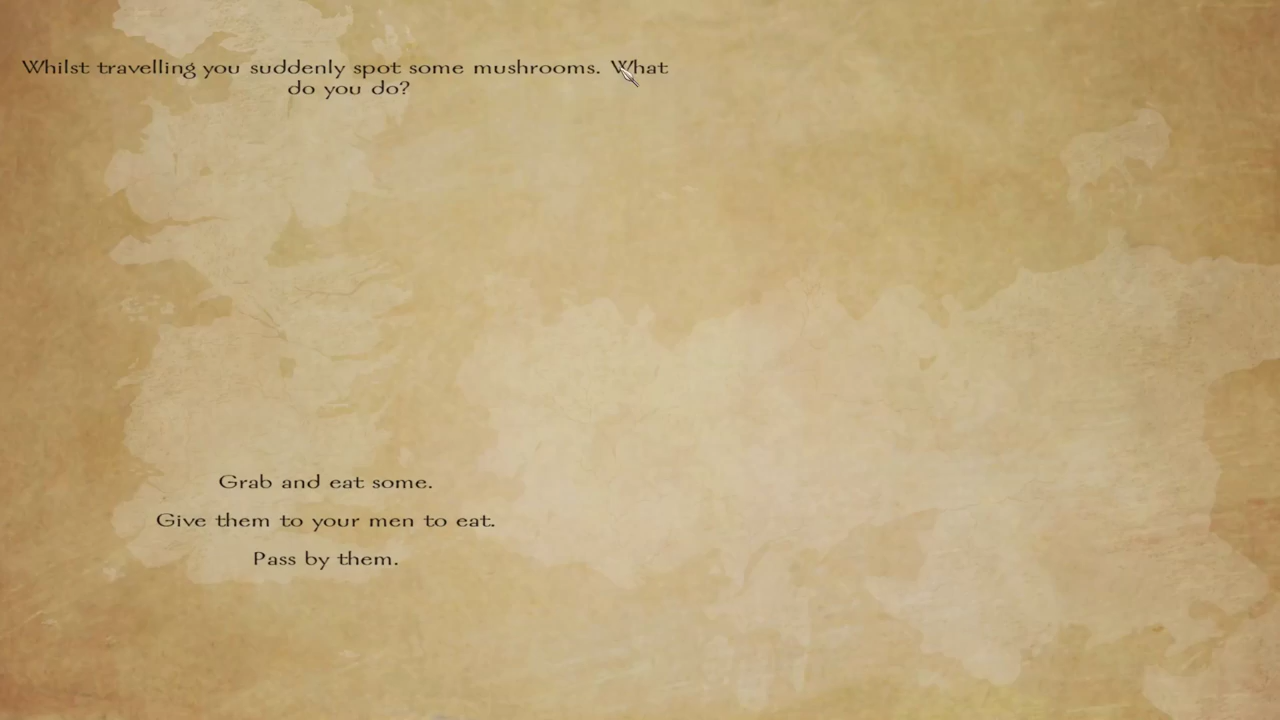 Whilst travelling you suddenly spot some mushrooms. What
do you do?
Grab and eat some.
Give them to your men to eat.
Pass by them.